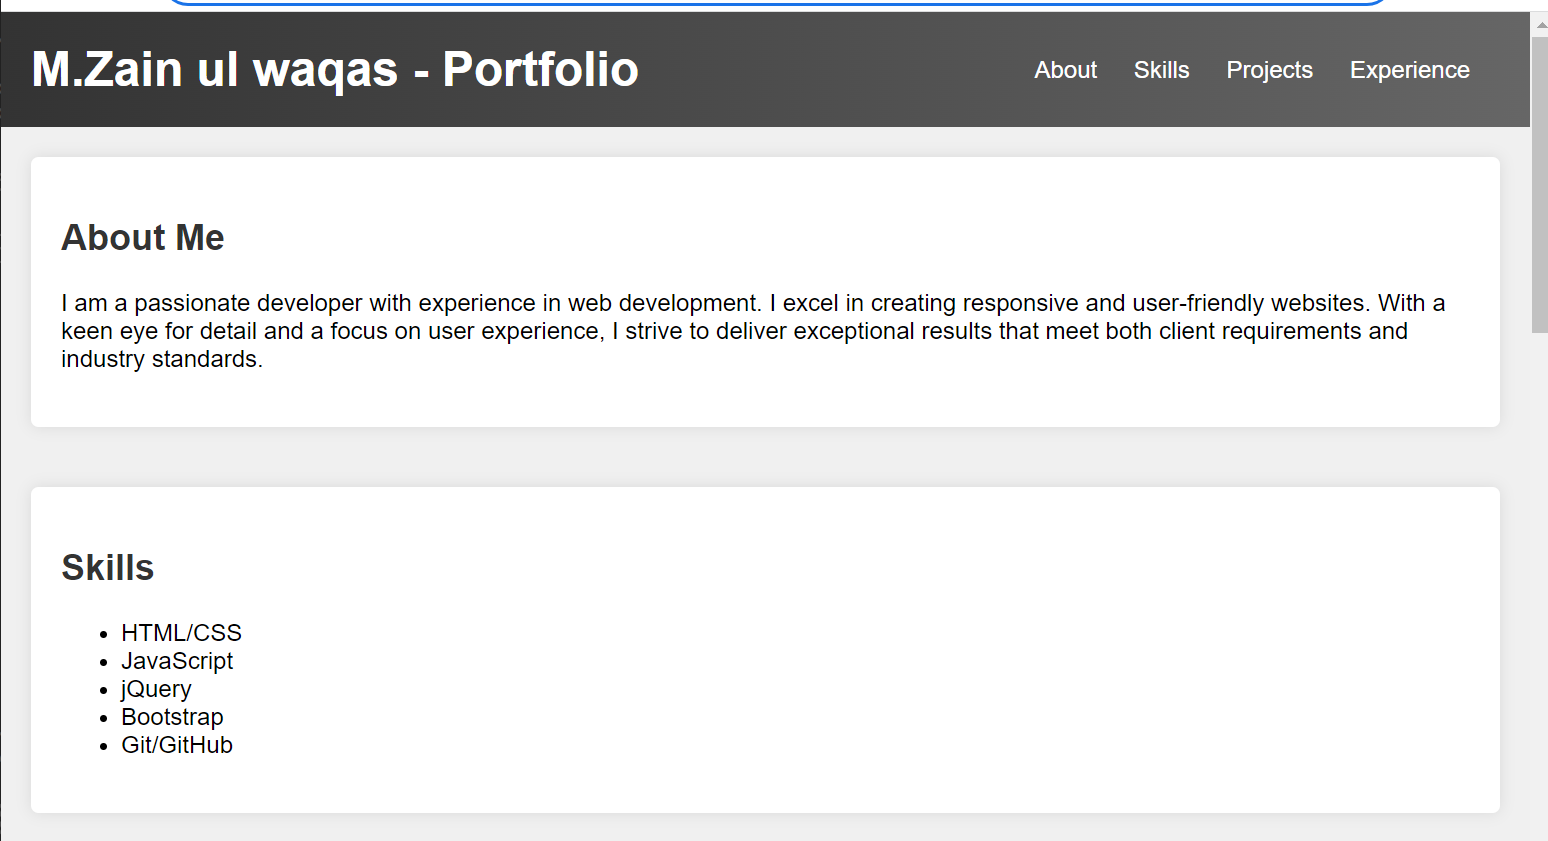 M.Zain ul waqas - Portfolio
About Skills Projects Experience
About Me
I am a passionate developer with experience in web development. I excel in creating responsive and user-friendly websites. With a
keen eye for detail and a focus on user experience, I strive to deliver exceptional results that meet both client requirements and
industry standards.
Skills
HTML/CSS
JavaScript
jQuery
Bootstrap
Git/GitHub